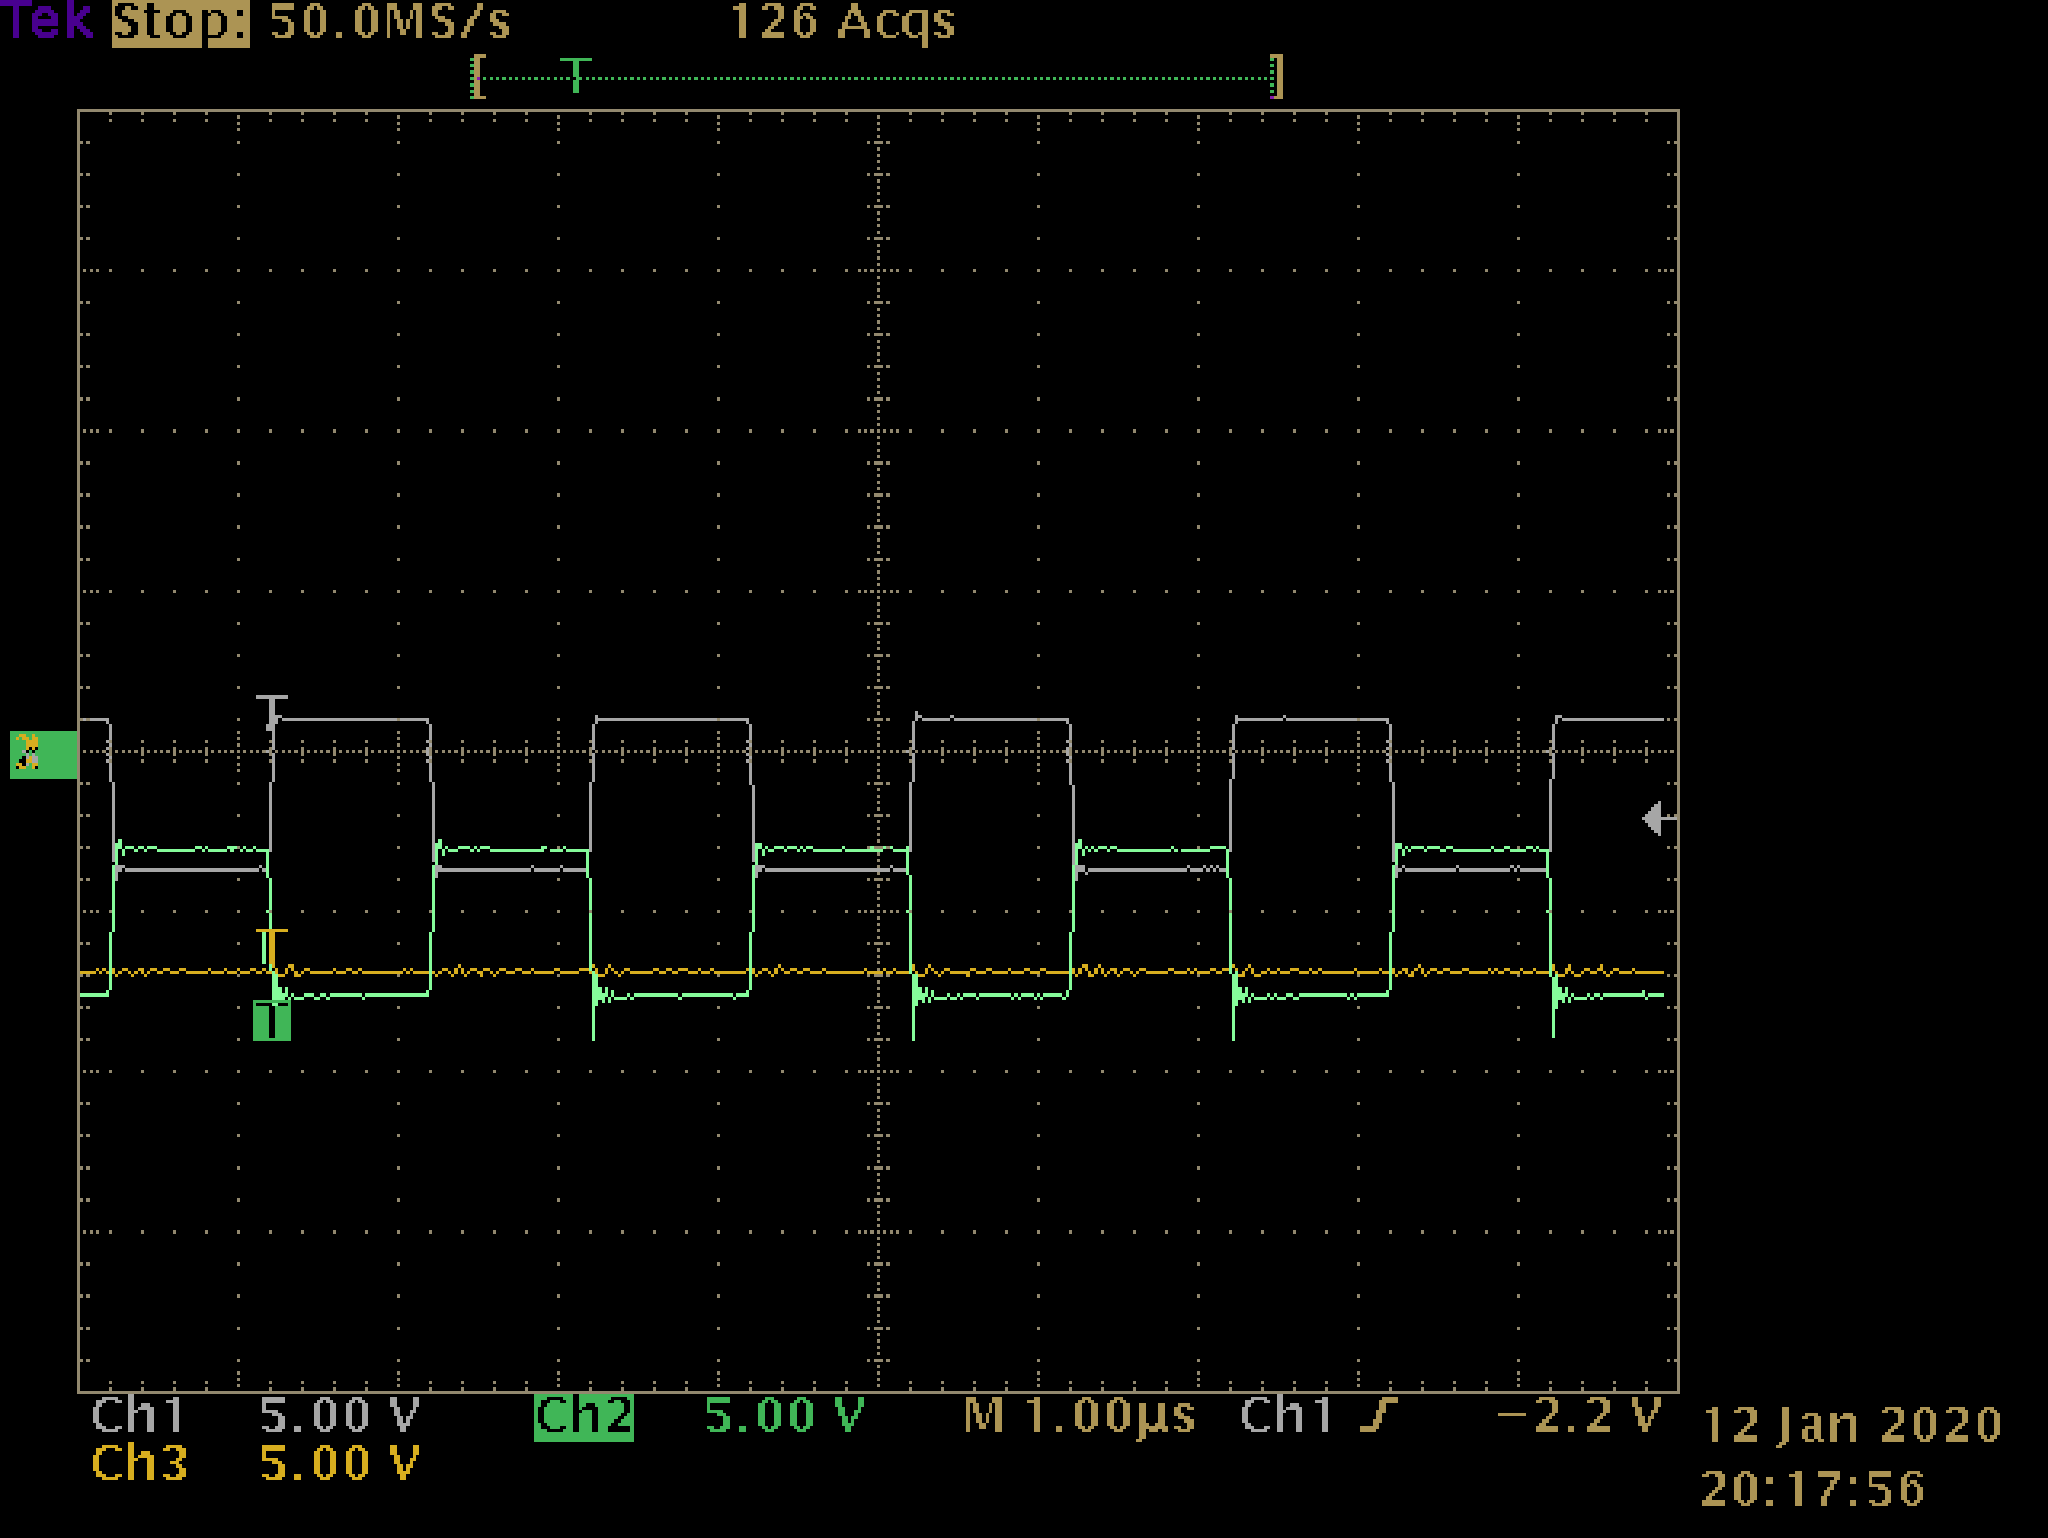 Tek Stop: 50.0MS/s 126 Acqs
T
T
T
T
Ch1 5.00 V Ch2 5.00 V M 1.00µs Ch1 -2.2 V
Ch3 5.00 V
12 Jan 2020
20:17:56